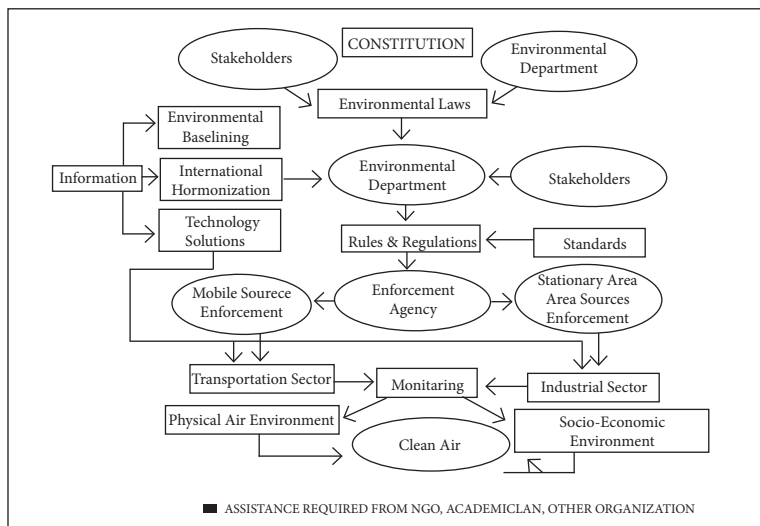 Stakeholders
CONSTITUTION
Environmental
Department
Environmental Laws
Environmental
Baselining
Information
International
Hormonization
Environmental
Department
Stakeholders
Technology
Solutions
Rules & Regulations
Standards
Mobile Sourece
Enforcement
Enforcement
Agency
Stationary Area
Area Sources
Enforcement
Transportation Sector
Monitaring
Industrial Sector
Physical Air Environment
Clean Air
Socio-Economic
Environment
ASSISTANCE REQUIRED FROM NGO, ACADEMICLAN, OTHER ORGANIZATION